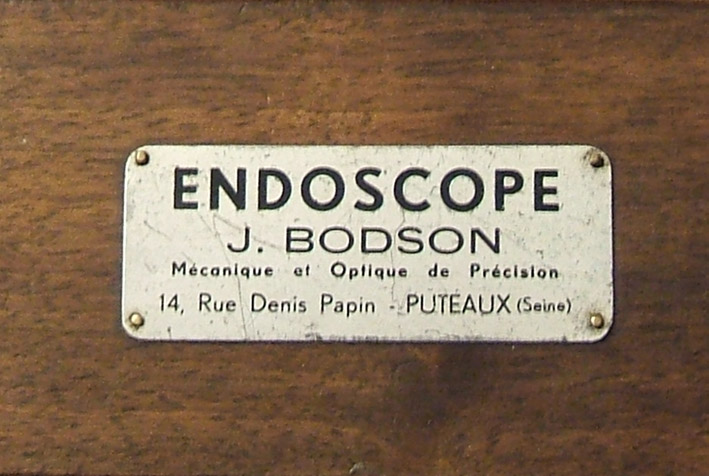 ENDOSCOPE
J. BODSON
Mécanique et Optique de Précision
14, Rue Denis Papin - PUTEAUX (Seine)